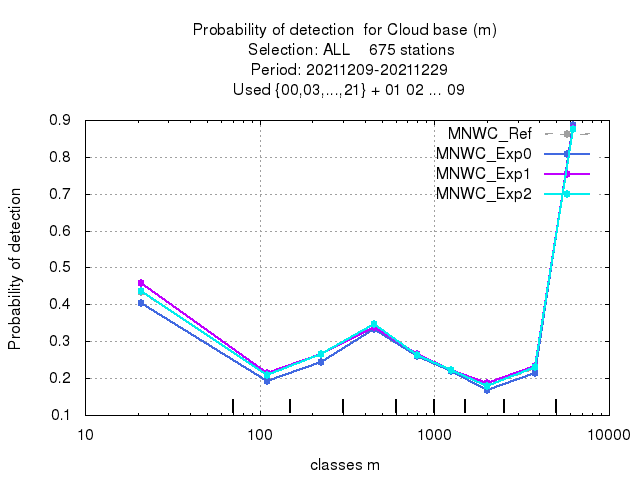 Probability of detection  for Cloud base (m)
Selection: ALL    675 stations
Period: 20211209-20211229
Used {00,03,...,21} + 01 02 ... 09
MNWC_Ref
MNWC_Exp0
MNWC_Exp1
MNWC_Exp2
Probability of detection
0.9
0.8
0.7
0.6
0.5
0.4
0.3
0.2
0.1
10 100 1000 10000
classes m